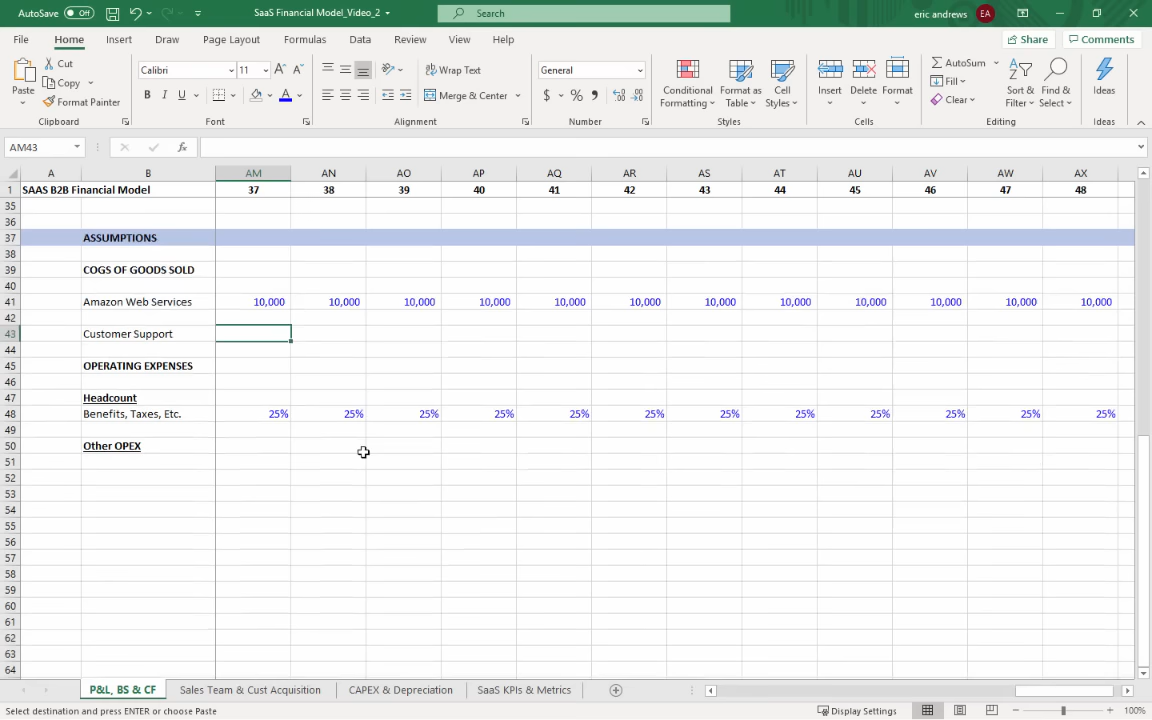 AutoSave Off SaaS Financial Model_Video_2 Search eric andrews EA
File Home Insert Draw Page Layout Formulas Data Review View Help Share Comments
Paste Cut Copy Format Painter Calibri 11 B I U A Wrap Text Merge & Center General $ % Conditional Formatting Format as Table Cell Styles Insert Delete Format AutoSum Fill Clear Sort & Filter Find & Select Ideas
Clipboard Font Alignment Number Styles Cells Editing Ideas
AM43 fx
A B AM AN AO AP AQ AR AS AT AU AV AW AX
1 SAAS B2B Financial Model 37 38 39 40 41 42 43 44 45 46 47 48
35
36
37 ASSUMPTIONS
38
39 COGS OF GOODS SOLD
40
41 Amazon Web Services 10,000 10,000 10,000 10,000 10,000 10,000 10,000 10,000 10,000 10,000 10,000 10,000
42
43 Customer Support
44
45 OPERATING EXPENSES
46
47 Headcount
48 Benefits, Taxes, Etc. 25% 25% 25% 25% 25% 25% 25% 25% 25% 25% 25% 25%
49
50 Other OPEX
51
52
53
54
55
56
57
58
59
60
61
62
63
64
P&L, BS & CF Sales Team & Cust Acquisition CAPEX & Depreciation SaaS KPIs & Metrics
Select destination and press ENTER or choose Paste Display Settings 100%